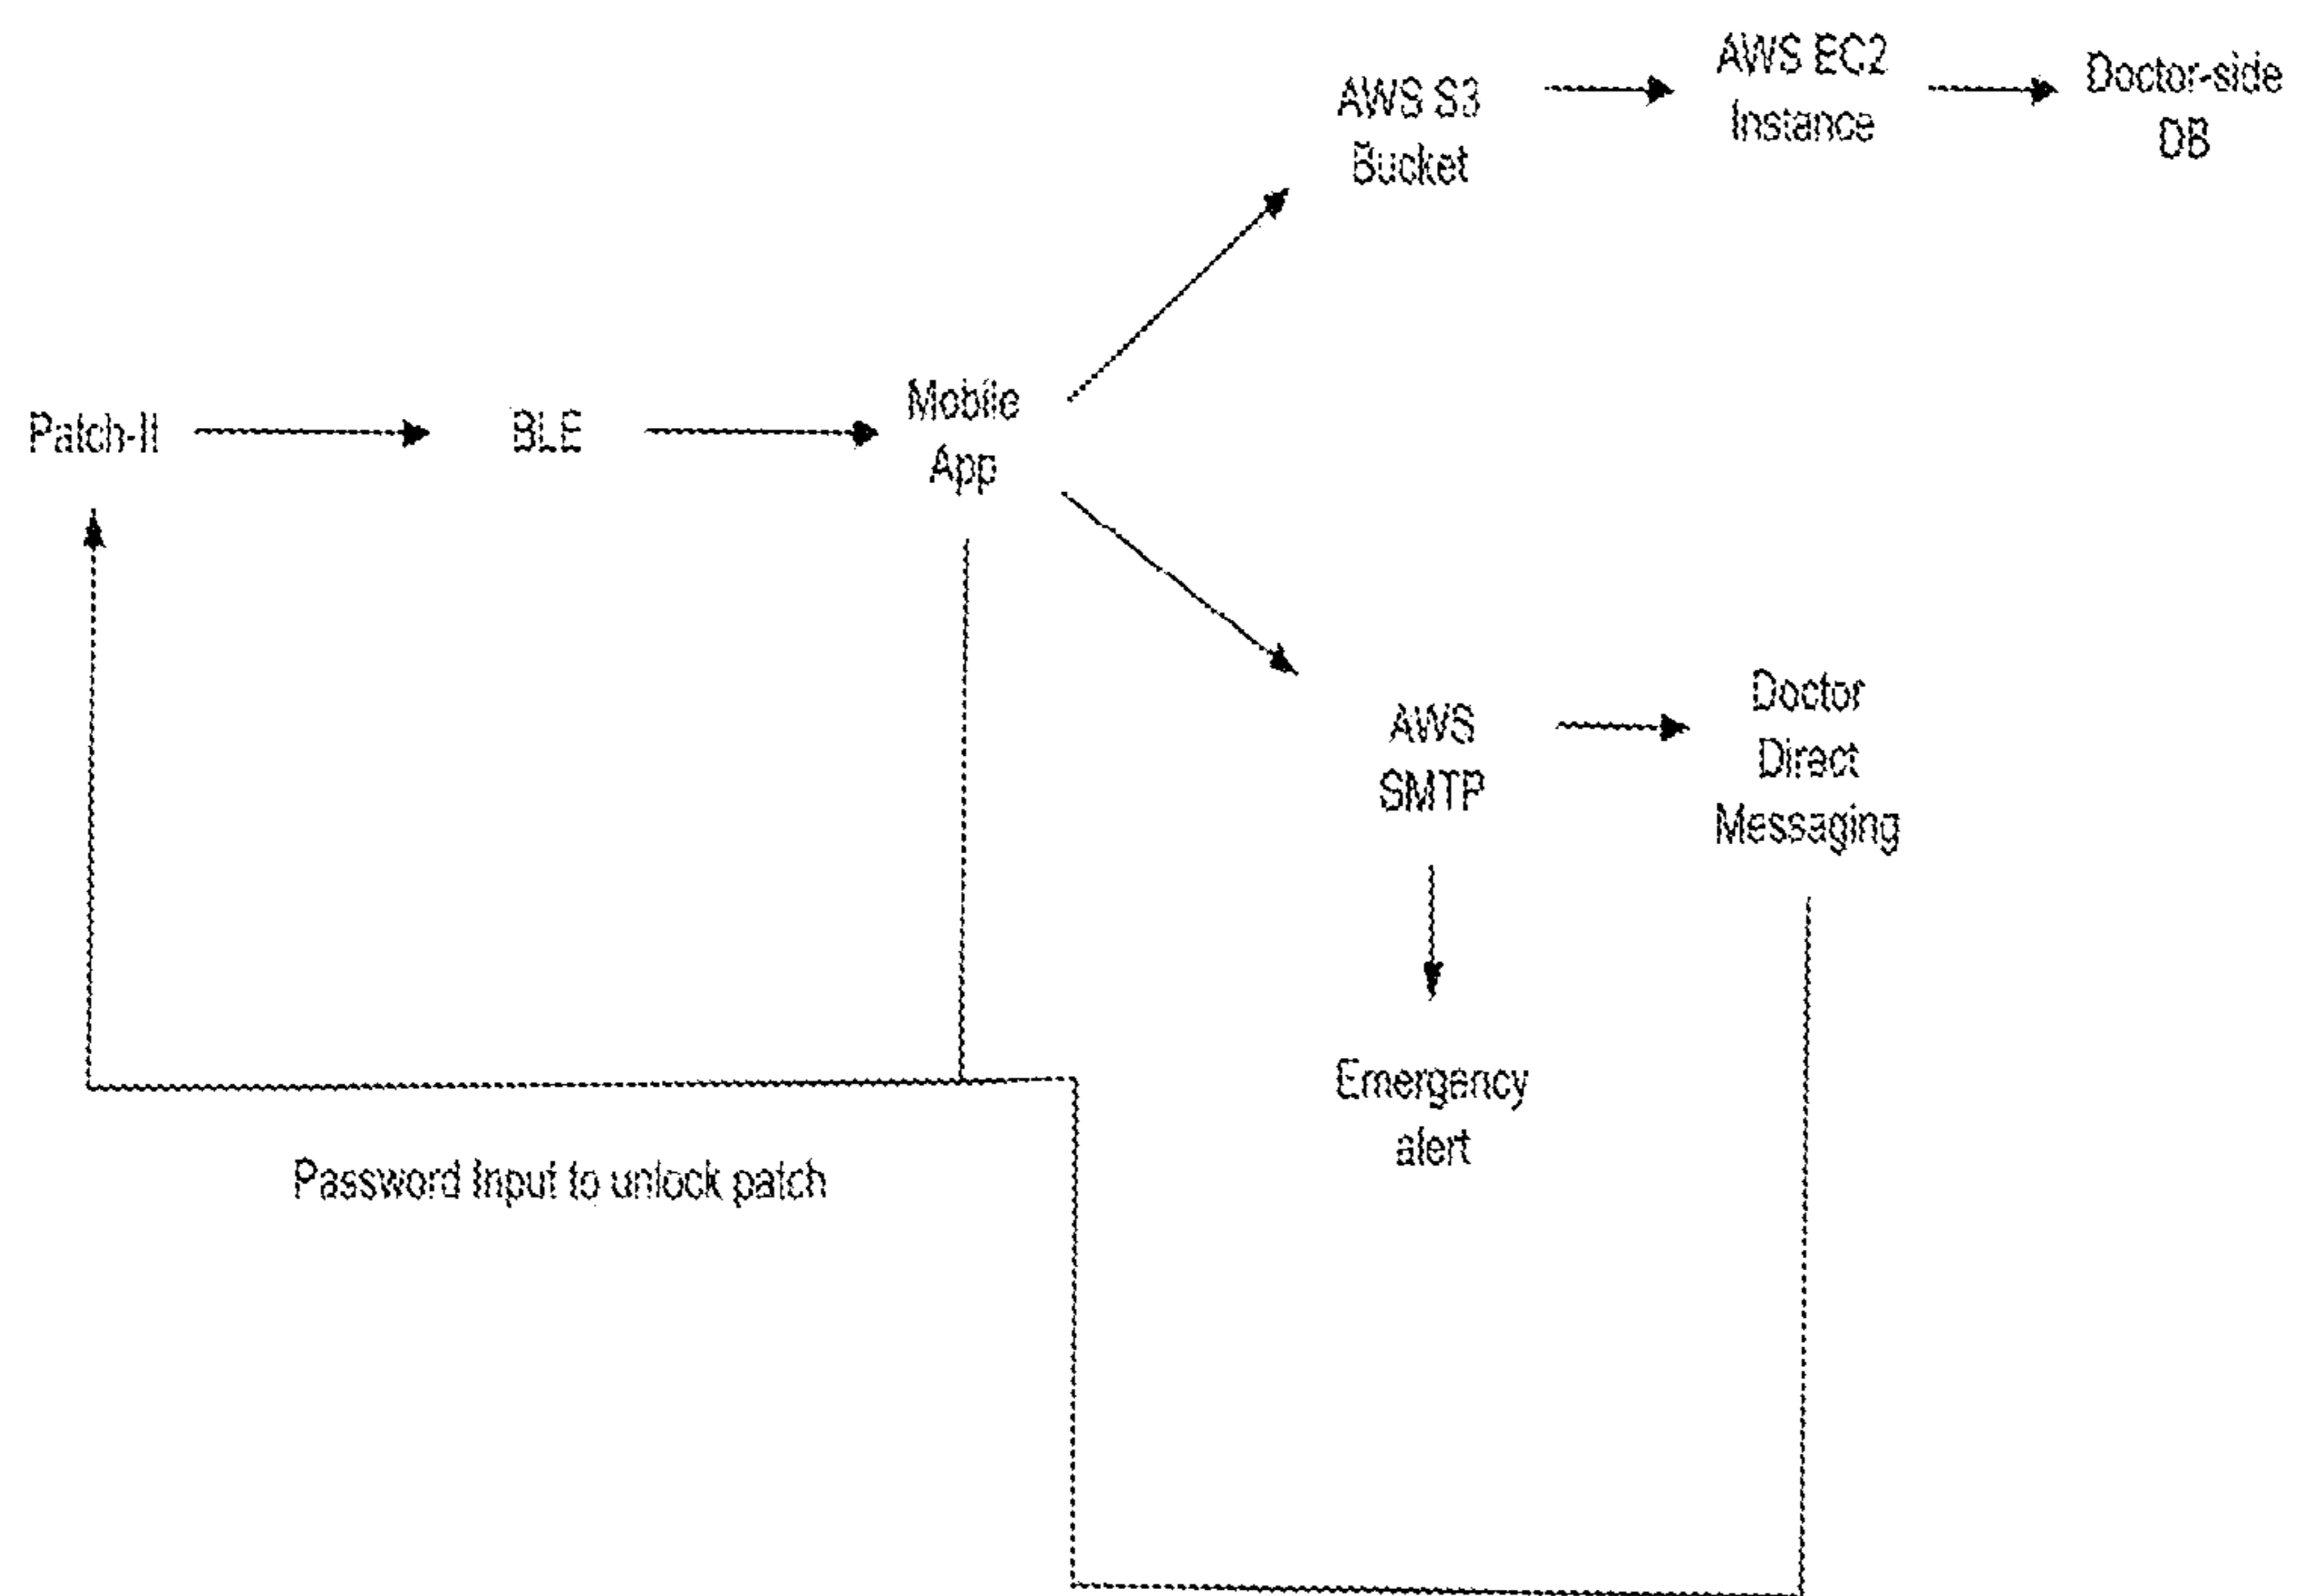 AWS S3
Bucket
AWS EC2
Instance
Doctor-side
DB
Patch-II
BLE
Mobile
App
AWS
SMTP
Doctor
Direct
Messaging
Emergency
alert
Password Input to unlock patch